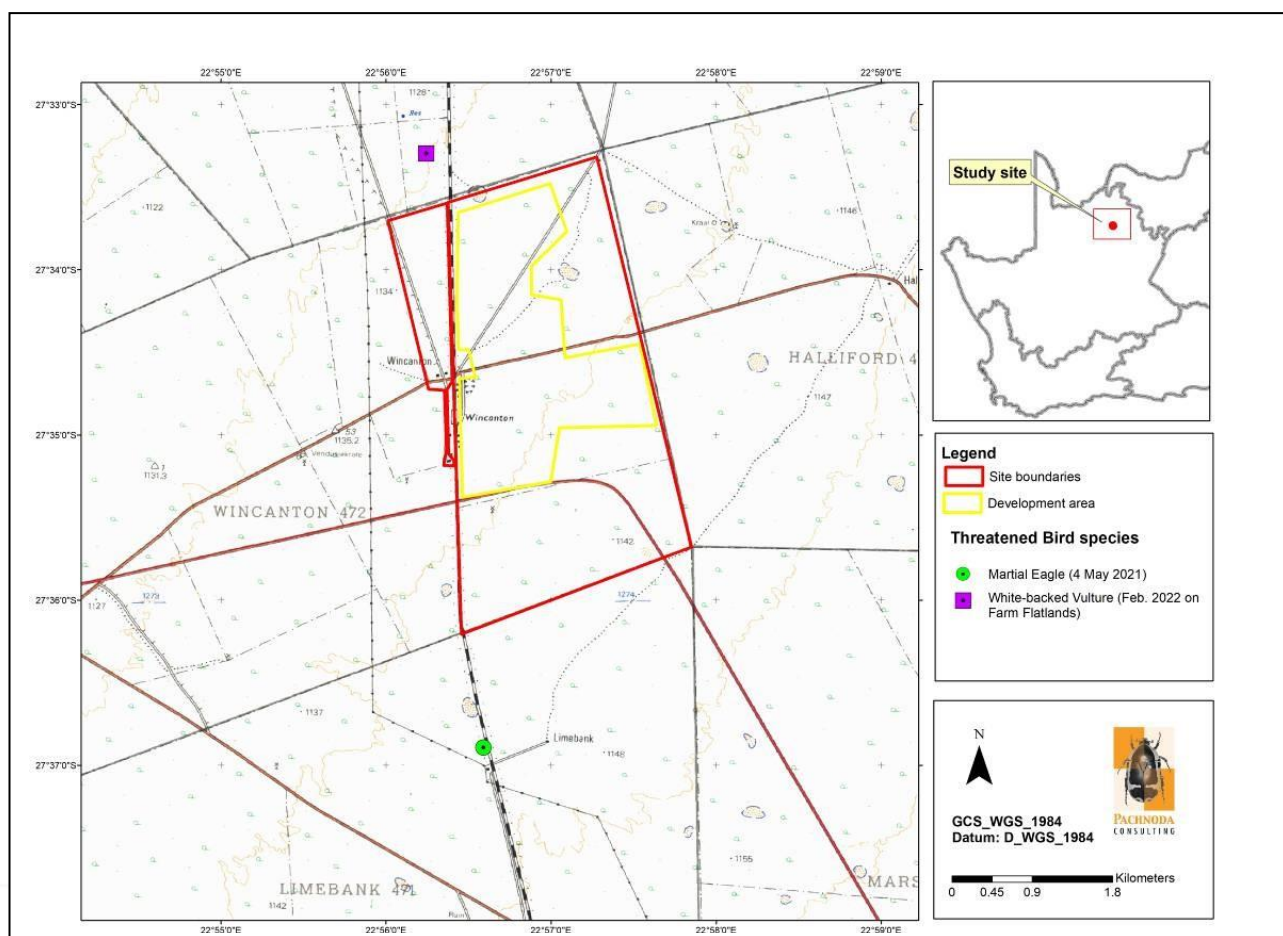 22°55'0"E
22°56'0"E
22°57'0"E
22°58'0"E
22°59'0"E
27°33'0"S
27°34'0"S
27°35'0"S
27°36'0"S
27°37'0"S
1128
Res
1122
Kraal
1146
1134
Hal
Wincanton
HALLIFORD 4
Wincanton
1147
53
1135,2
1
1131,3
WINCANTON 472
1142
1127
1273
1274
1137
Limebank
1148
1155
LIMEBANK 471
MARS
1142
22°55'0"E
22°56'0"E
22°57'0"E
22°58'0"E
22°59'0"E
Study site
Legend
Site boundaries
Development area
Threatened Bird species
Martial Eagle (4 May 2021)
White-backed Vulture (Feb. 2022 on
Farm Flatlands)
N
GCS_WGS_1984
Datum: D_WGS_1984
PACHNODA
CONSULTING
Kilometers
0 0.45 0.9 1.8